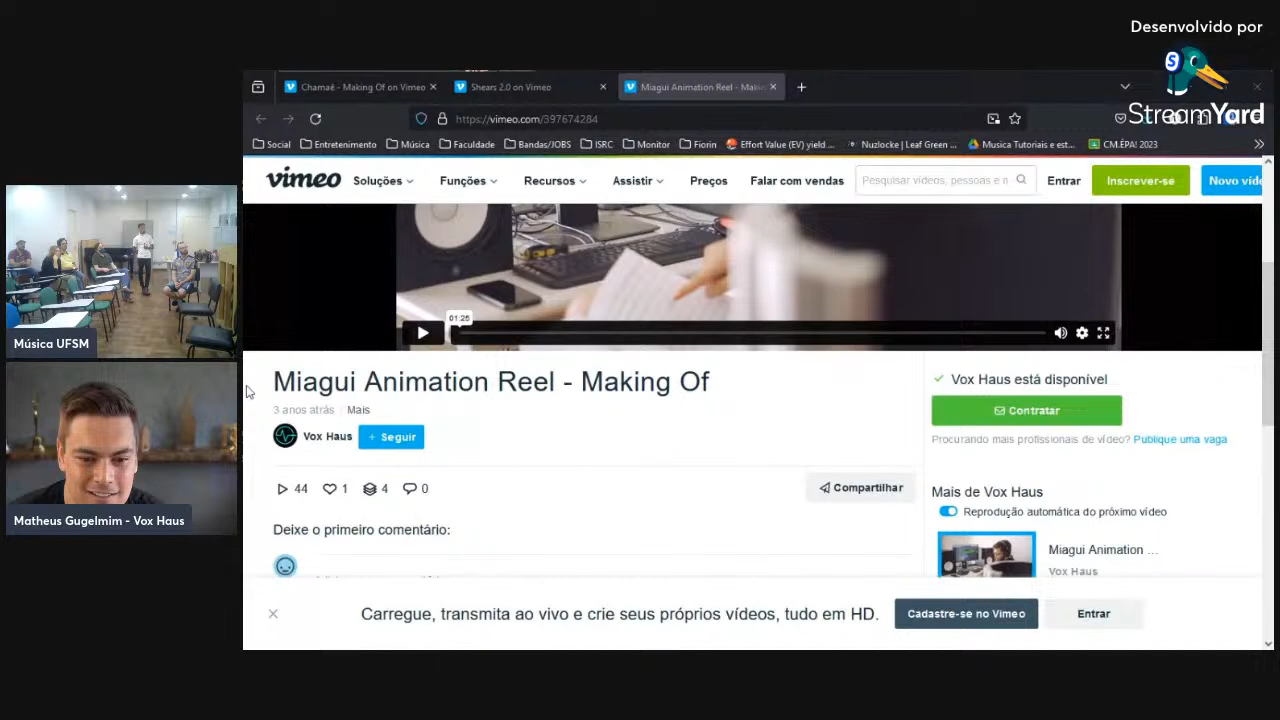 Desenvolvido por
StreamYard
Chamaê - Making Of on Vimeo
Shears 2.0 on Vimeo
Miagui Animation Reel - Makin
https://vimeo.com/397674284
Social
Entretenimento
Música
Faculdade
Bandas/JOBS
ISRC
Monitor
Fiorin
Effort Value (EV) yield ...
Nuzlocke | Leaf Green ...
Musica Tutoriais e est...
CM.ÉPA! 2023
vimeo
Soluções
Funções
Recursos
Assistir
Preços
Falar com vendas
Pesquisar vídeos, pessoas e n
Entrar
Inscrever-se
Novo víde
01:25
Música UFSM
Matheus Gugelmim - Vox Haus
Miagui Animation Reel - Making Of
3 anos atrás | Mais
Vox Haus
+ Seguir
44
1
4
0
Compartilhar
Deixe o primeiro comentário:
Vox Haus está disponível
Contratar
Procurando mais profissionais de vídeo? Publique uma vaga
Mais de Vox Haus
Reprodução automática do próximo vídeo
Miagui Animation ...
Vox Haus
Carregue, transmita ao vivo e crie seus próprios vídeos, tudo em HD.
Cadastre-se no Vimeo
Entrar